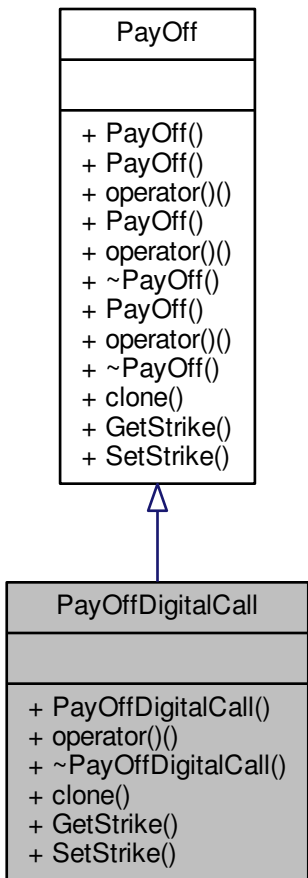 PayOff
+ PayOff()
+ PayOff()
+ operator()()
+ PayOff()
+ operator()()
+ ~PayOff()
+ PayOff()
+ operator()()
+ ~PayOff()
+ clone()
+ GetStrike()
+ SetStrike()
PayOffDigitalCall
+ PayOffDigitalCall()
+ operator()()
+ ~PayOffDigitalCall()
+ clone()
+ GetStrike()
+ SetStrike()